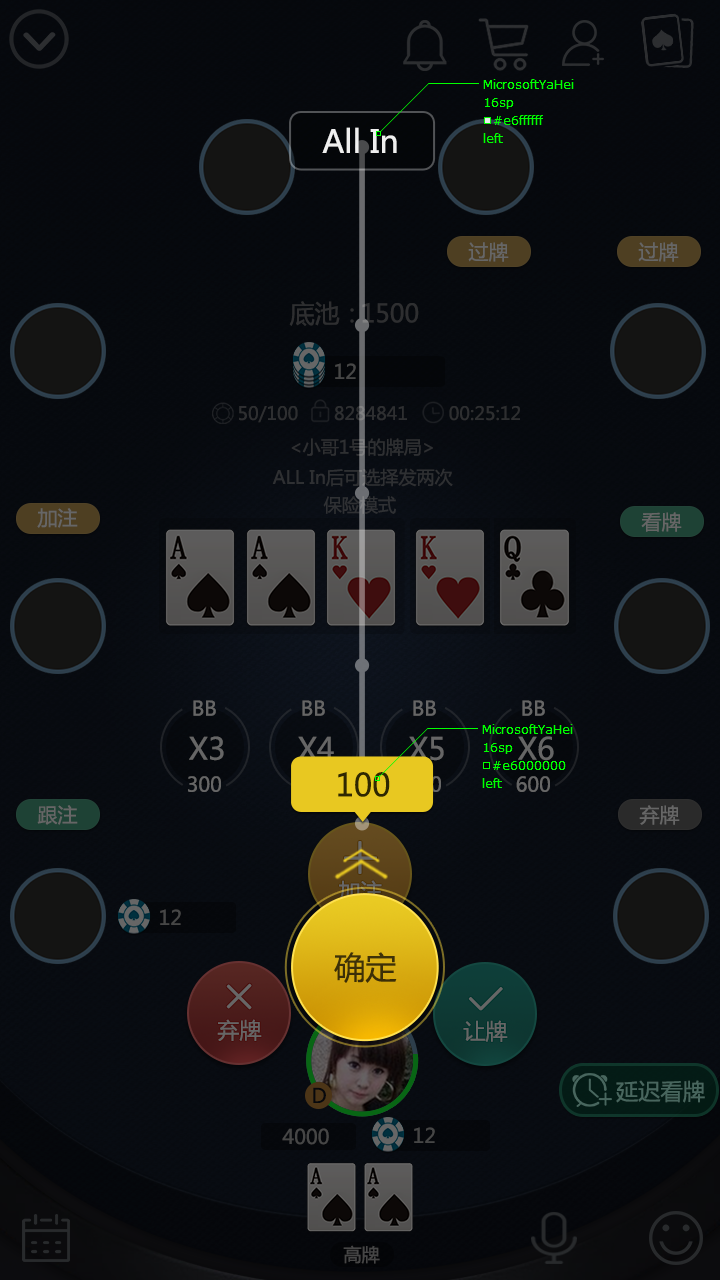 MicrosoftYaHei
16sp
#e6ffffff
left
All In
过牌
过牌
底池：1500
12
50/100
8284841
00:25:12
<小哥1号的牌局>
ALL In后可选择发两次
保险模式
加注
看牌
A
A
K
K
Q
BB
BB
BB
BB
X3
X4
X5
X6
300
600
MicrosoftYaHei
16sp
#e6000000
left
100
跟注
弃牌
加注
12
确定
弃牌
让牌
D
延迟看牌
4000
12
A
A
高牌